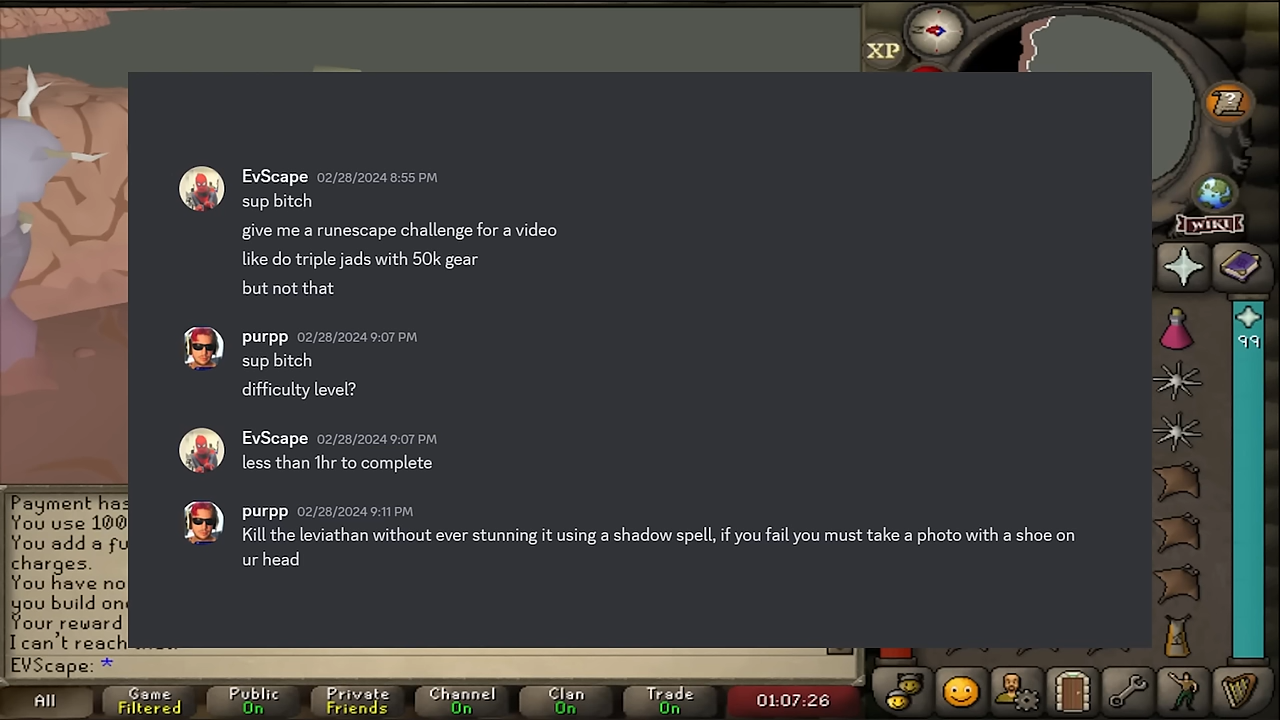 XP
WIKI
99
EvScape 02/28/2024 8:55 PM
sup bitch
give me a runescape challenge for a video
like do triple jads with 50k gear
but not that
purpp 02/28/2024 9:07 PM
sup bitch
difficulty level?
EvScape 02/28/2024 9:07 PM
less than 1hr to complete
purpp 02/28/2024 9:11 PM
Kill the leviathan without ever stunning it using a shadow spell, if you fail you must take a photo with a shoe on
ur head
Payment has
You use 100
You add a fu
charges.
You have no
you build one
Your reward
I can't reach that.
EVScape: *
All
Game
Filtered
Public
On
Private
Friends
Channel
On
Clan
On
Trade
On
01:07:26